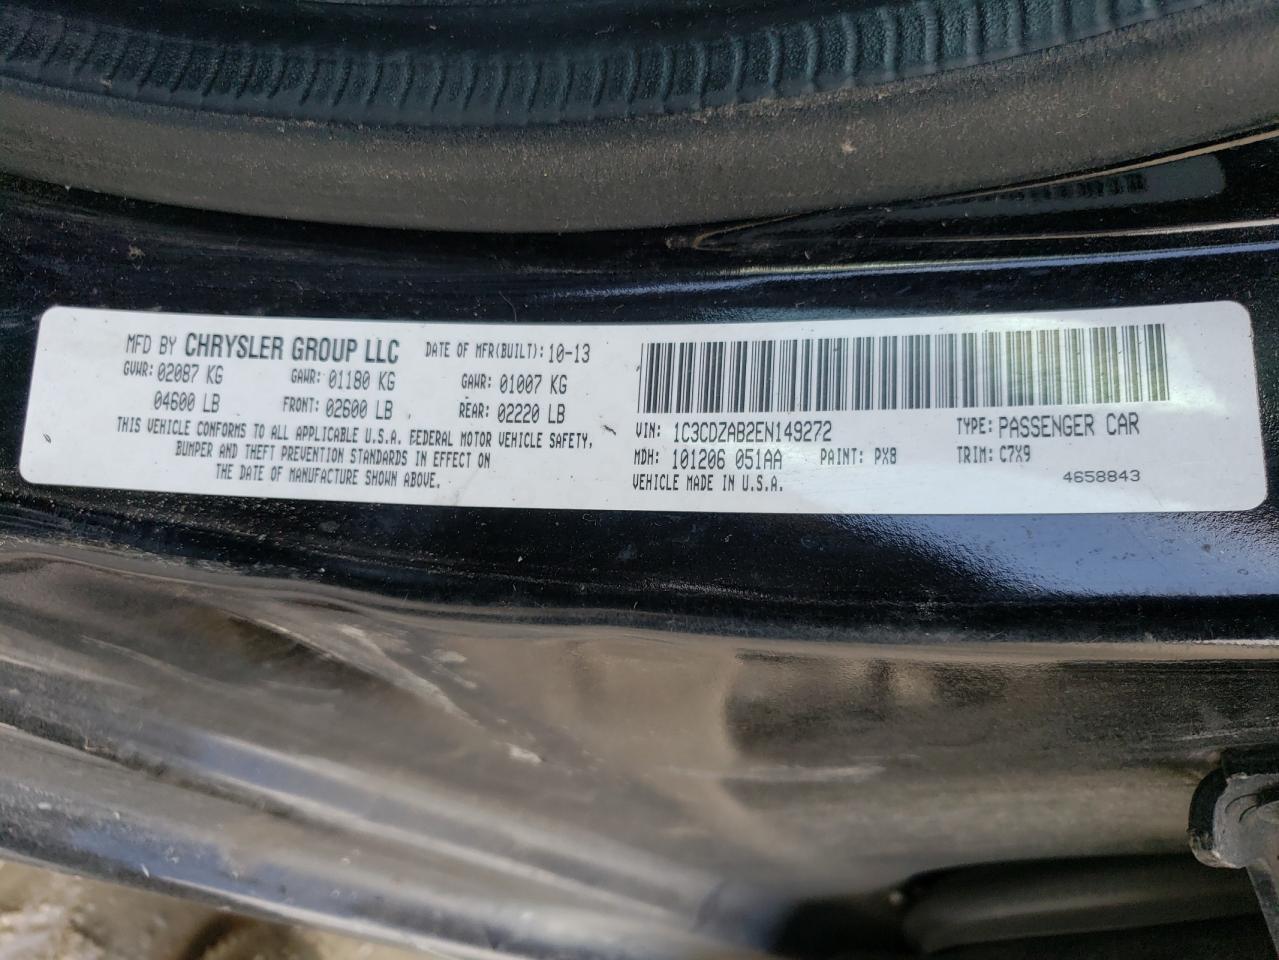 MFD BY CHRYSLER GROUP LLC DATE OF MFR(BUILT): 10-13
GVWR: 02087 KG GAWR: 01180 KG GAWR: 01007 KG
04600 LB FRONT: 02600 LB REAR: 02220 LB
THIS VEHICLE CONFORMS TO ALL APPLICABLE U.S.A. FEDERAL MOTOR VEHICLE SAFETY,
BUMPER AND THEFT PREVENTION STANDARDS IN EFFECT ON
THE DATE OF MANUFACTURE SHOWN ABOVE.
VIN: 1C3CDZAB2EN149272 TYPE: PASSENGER CAR
MDH: 101206 051AA PAINT: PX8 TRIM: C7X9
VEHICLE MADE IN U.S.A. 4658843